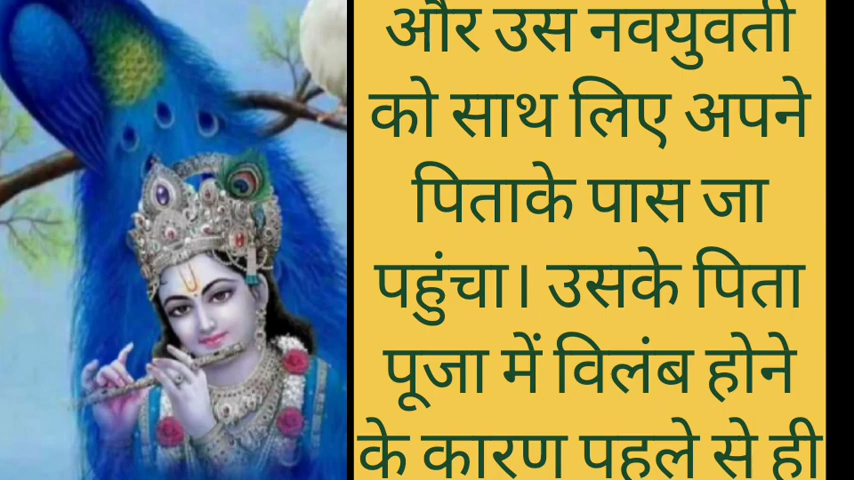 और उस नवयुवती
को साथ लिए अपने
पिताके पास जा
पहुंचा। उसके पिता
पूजा में विलंब होने
के कारण पहले से ही